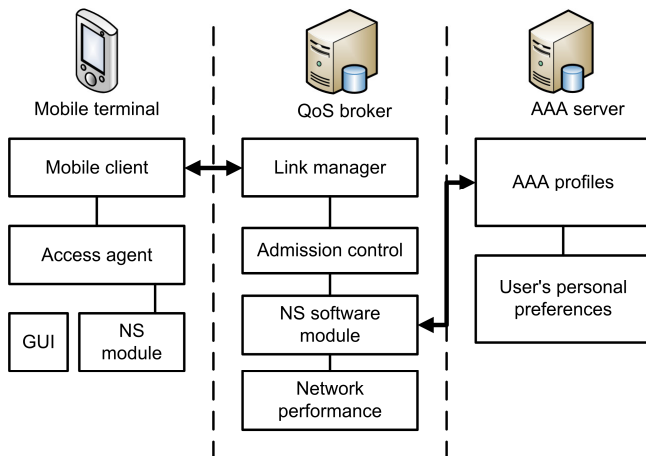 Mobile terminal
QoS broker
AAA server
Mobile client
Link manager
AAA profiles
Access agent
Admission control
User's personal
preferences
GUI
NS
module
NS software
module
Network
performance